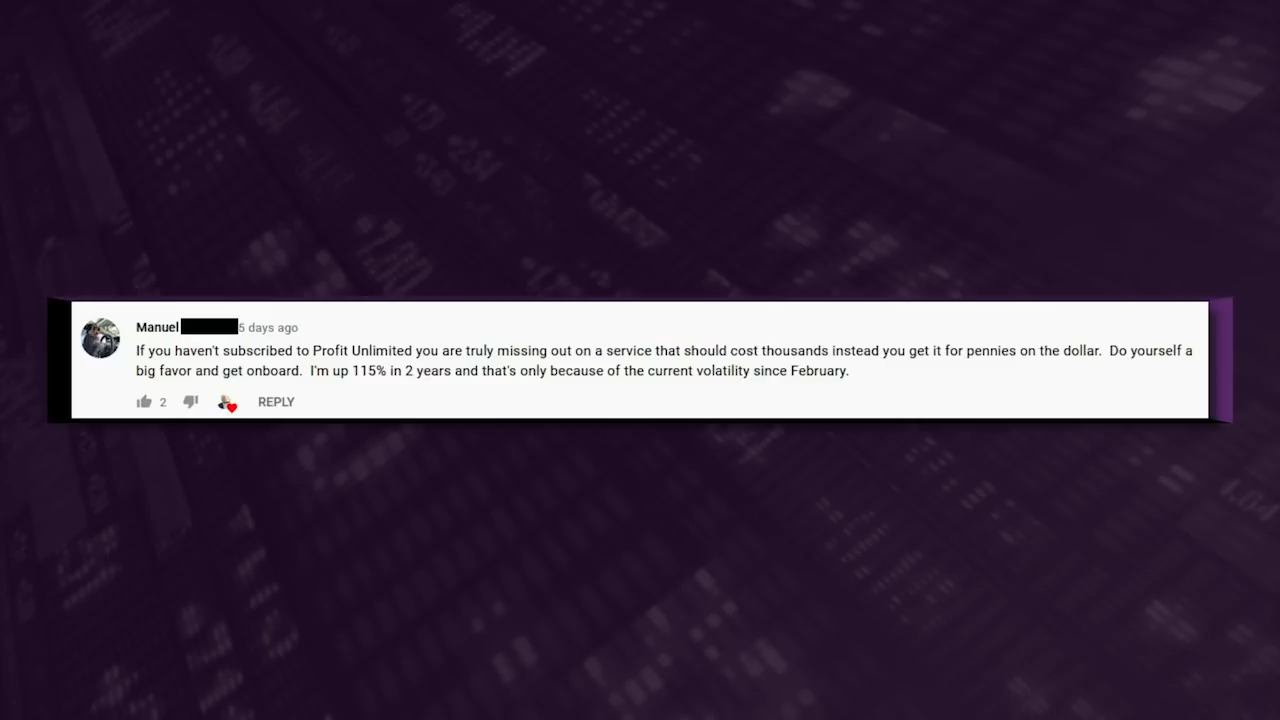 Manuel 5 days ago
If you haven't subscribed to Profit Unlimited you are truly missing out on a service that should cost thousands instead you get it for pennies on the dollar.  Do yourself a
big favor and get onboard.  I'm up 115% in 2 years and that's only because of the current volatility since February.
2 REPLY